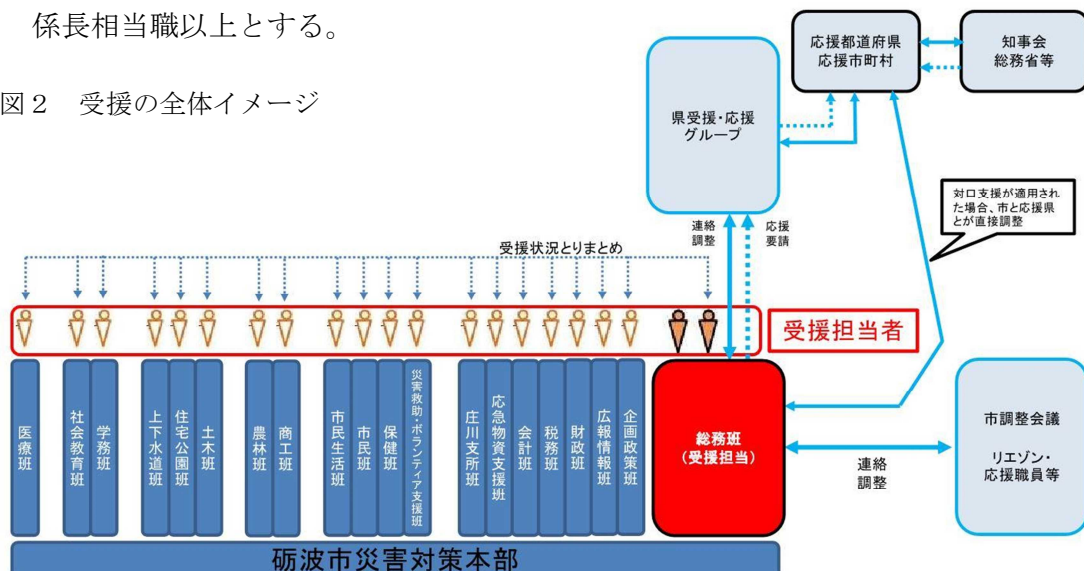 係長相当職以上とする。
図２　受援の全体イメージ
応援都道府県
応援市町村
知事会
総務省等
県受援・応援
グループ
対口支援が適用され
た場合、市と応援県
とが直接調整
連絡
調整
応援
要請
受援状況とりまとめ
受援担当者
医療班
社会教育班
学務班
上下水道班
住宅公園班
土木班
農林班
商工班
市民生活班
市民班
保健班
災害救助・ボランティア支援班
庄川支所班
応急物資支援班
会計班
税務班
財政班
広報情報班
企画政策班
総務班
（受援担当）
連絡
調整
市調整会議
リエゾン・
応援職員等
砺波市災害対策本部